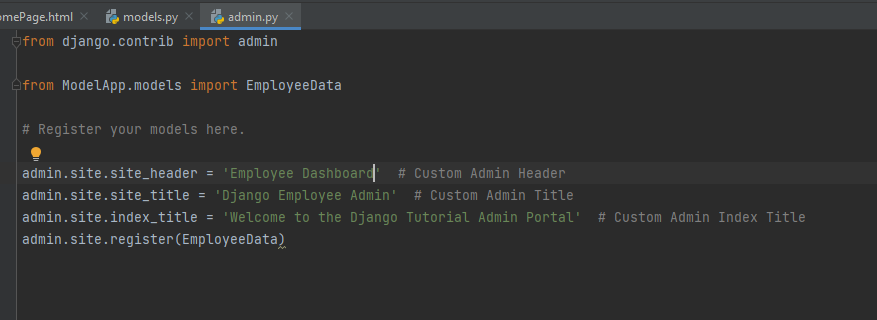 omePage.html models.py admin.py
from django.contrib import admin
from ModelApp.models import EmployeeData
# Register your models here.
admin.site.site_header = 'Employee Dashboard'  # Custom Admin Header
admin.site.site_title = 'Django Employee Admin'  # Custom Admin Title
admin.site.index_title = 'Welcome to the Django Tutorial Admin Portal'  # Custom Admin Index Title
admin.site.register(EmployeeData)